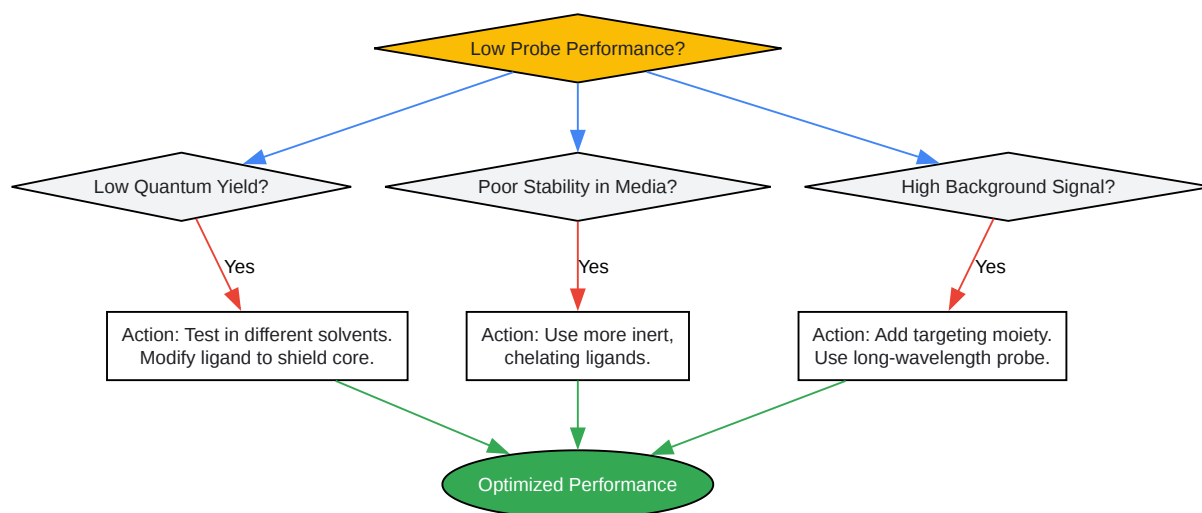 Low Probe Performance?
Low Quantum Yield?
Poor Stability in Media?
High Background Signal?
Yes
Yes
Yes
Action: Test in different solvents.
Modify ligand to shield core.
Action: Use more inert,
chelating ligands.
Action: Add targeting moiety.
Use long-wavelength probe.
Optimized Performance